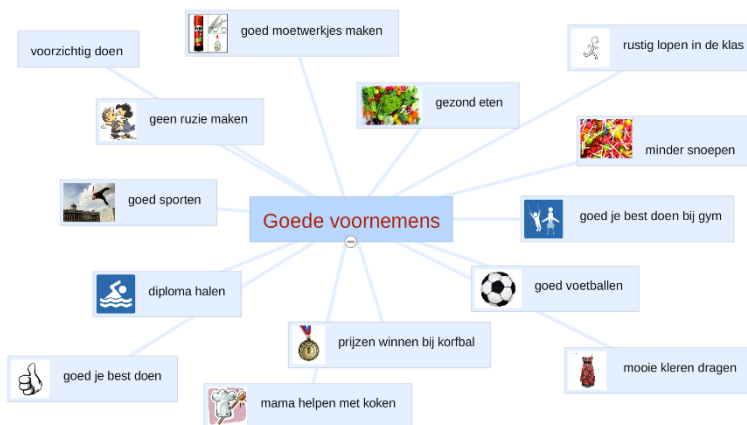 goed moetwerkjes maken
voorzichtig doen
rustig lopen in de klas
gezond eten
geen ruzie maken
minder snoepen
goed sporten
Goede voornemens
goed je best doen bij gym
diploma halen
goed voetballen
prijzen winnen bij korfbal
goed je best doen
mooie kleren dragen
mama helpen met koken